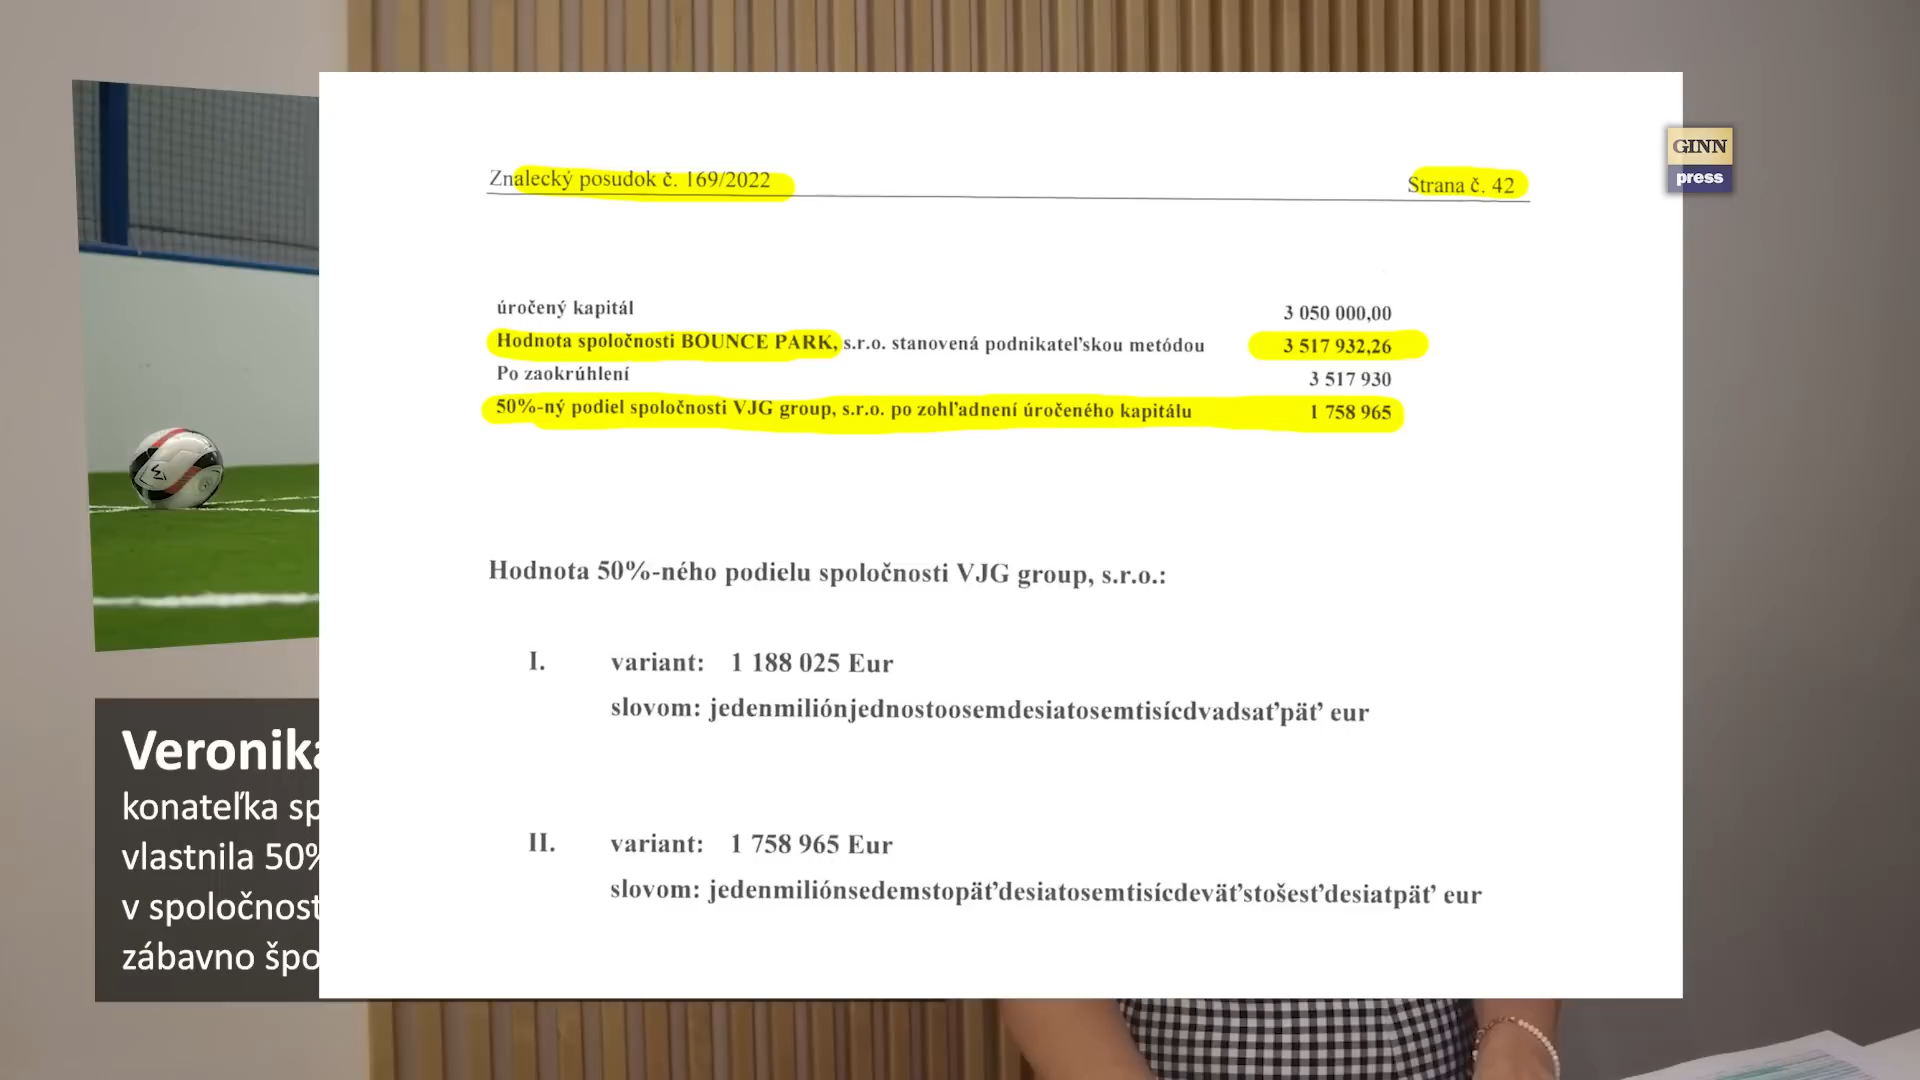 Znalecký posudok č. 169/2022 Strana č. 42
GINN
press
úročený kapitál 3 050 000,00
Hodnota spoločnosti BOUNCE PARK, s.r.o. stanovená podnikateľskou metódou 3 517 932,26
Po zaokrúhlení 3 517 930
50%-ný podiel spoločnosti VJG group, s.r.o. po zohľadnení úročeného kapitálu 1 758 965
Hodnota 50%-ného podielu spoločnosti VJG group, s.r.o.:
I. variant: 1 188 025 Eur
slovom: jedenmiliónjednostoosemdesiatosemtisícdvadsaťpäť eur
II. variant: 1 758 965 Eur
slovom: jedenmiliónsedemstopäťdesiatosemtisícdeväťstošesťdesiatpäť eur
Veronika
konateľka sp
vlastnila 50%
v spoločnost
zábavno špo